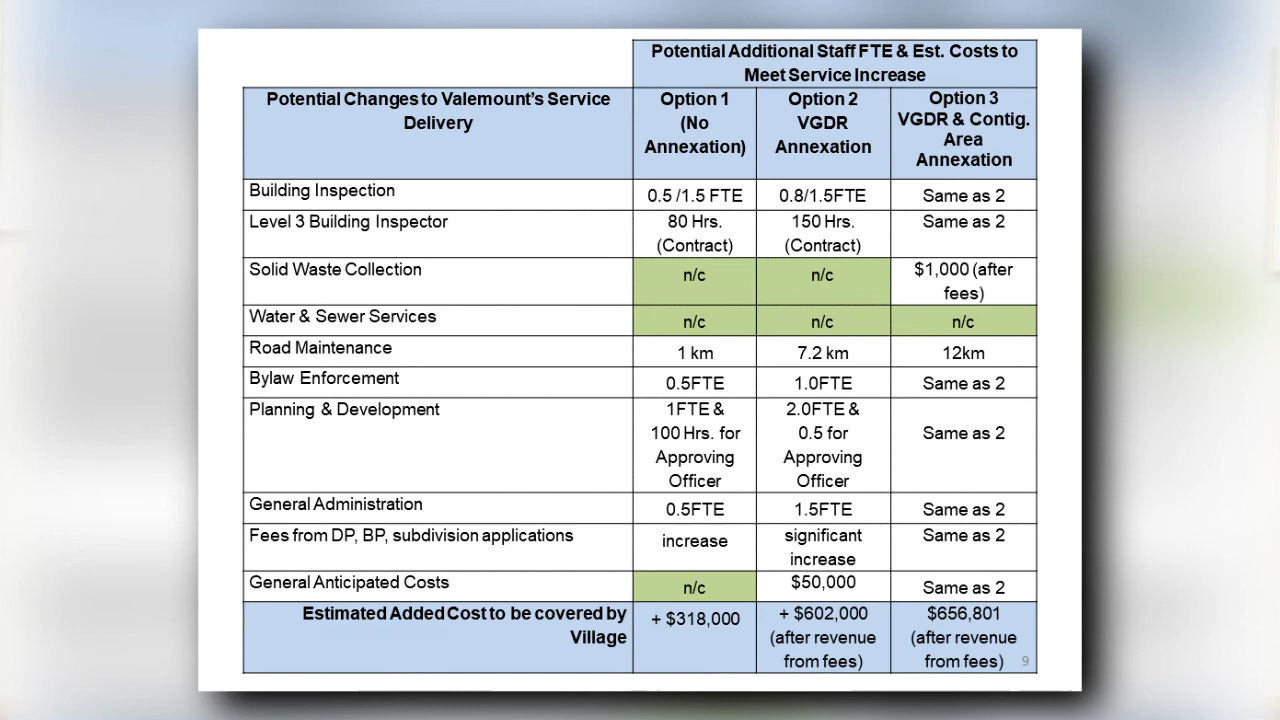 Potential Additional Staff FTE & Est. Costs to
Meet Service Increase
Potential Changes to Valemount's Service
Delivery
Option 1
(No
Annexation)
Option 2
VGDR
Annexation
Option 3
VGDR & Contig.
Area
Annexation
Building Inspection
0.5 /1.5 FTE
0.8/1.5FTE
Same as 2
Level 3 Building Inspector
80 Hrs.
(Contract)
150 Hrs.
(Contract)
Same as 2
Solid Waste Collection
n/c
n/c
$1,000 (after
fees)
Water & Sewer Services
n/c
n/c
n/c
Road Maintenance
1 km
7.2 km
12km
Bylaw Enforcement
0.5FTE
1.0FTE
Same as 2
Planning & Development
1FTE &
100 Hrs. for
Approving
Officer
2.0FTE &
0.5 for
Approving
Officer
Same as 2
General Administration
0.5FTE
1.5FTE
Same as 2
Fees from DP, BP, subdivision applications
increase
significant
increase
Same as 2
General Anticipated Costs
n/c
$50,000
Same as 2
Estimated Added Cost to be covered by
Village
+ $318,000
+ $602,000
(after revenue
from fees)
$656,801
(after revenue
from fees)
9